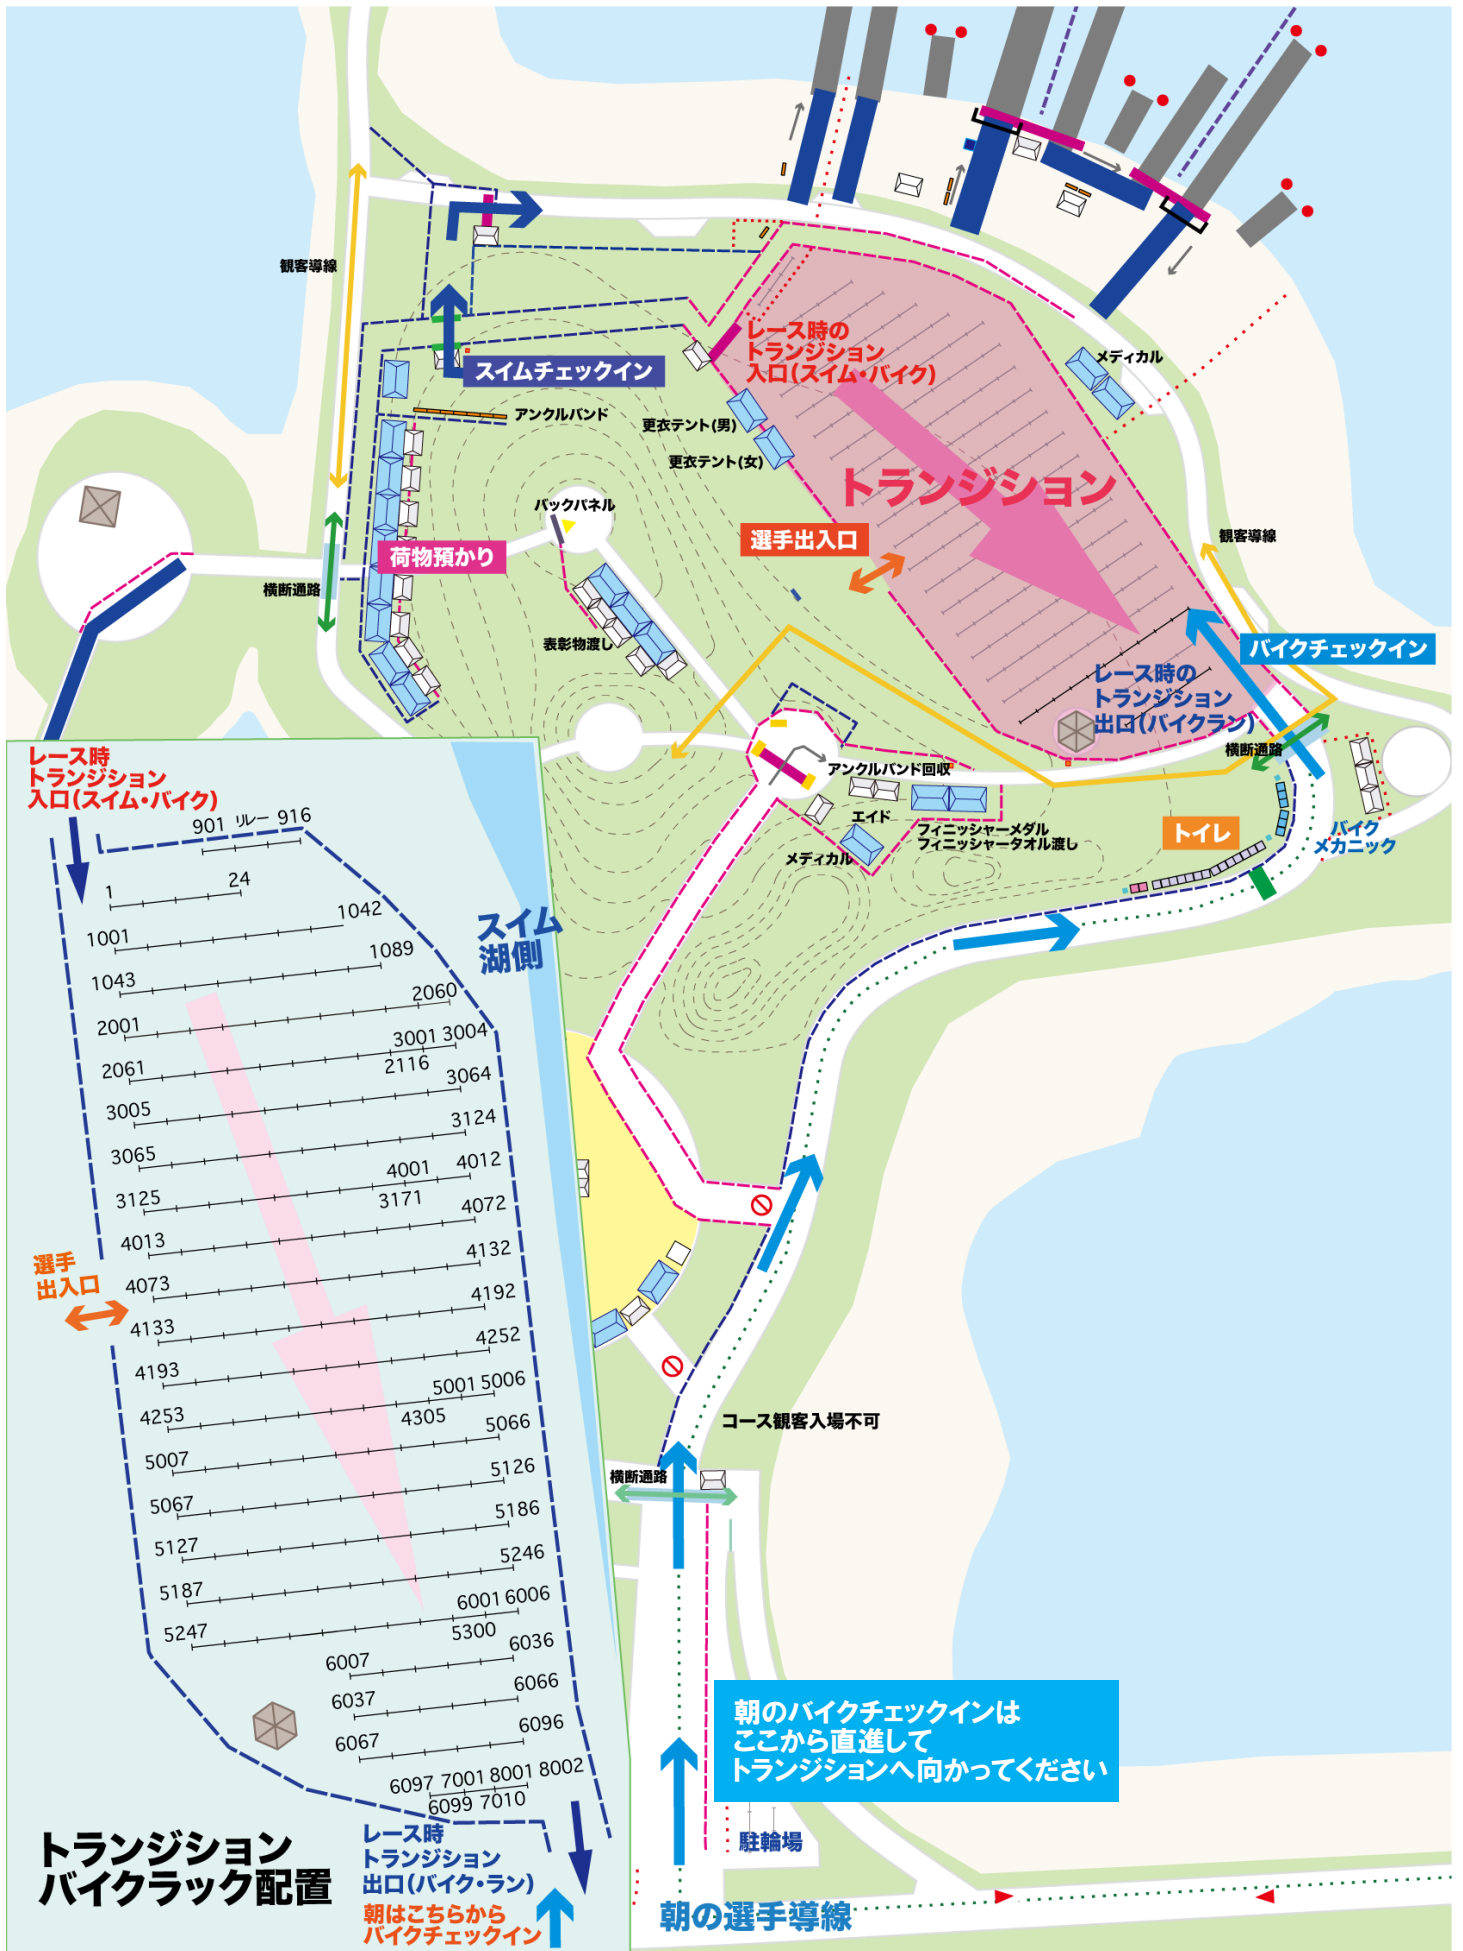 観客導線
スイムチェックイン
アンクルバンド
レース時の
トランジション
入口(スイム・バイク)
メディカル
更衣テント(男)
更衣テント(女)
トランジション
バックパネル
選手出入口
観客導線
荷物預かり
横断通路
表彰物渡し
バイクチェックイン
レース時の
トランジション
出口(バイクラン)
横断通路
アンクルバンド回収
エイド
メディカル
フィニッシャーメダル
フィニッシャータオル渡し
トイレ
バイク
メカニック
コース観客入場不可
横断通路
朝のバイクチェックインは
ここから直進して
トランジションへ向かってください
駐輪場
朝の選手導線
レース時
トランジション
入口(スイム・バイク)
スイム
湖側
901 リレー 916
1 24
1001 1042
1043 1089
2001 2060
2061 3001 3004
2116
3005 3064
3065 3124
3125 4001 4012
3171
4013 4072
4073 4132
4133 4192
4193 4252
4253 5001 5006
4305
5007 5066
5067 5126
5127 5186
5187 5246
5247 6001 6006
5300
6007 6036
6037 6066
6067 6096
6097 7001 8001 8002
6099 7010
選手
出入口
トランジション
バイクラック配置
レース時
トランジション
出口(バイク・ラン)
朝はこちらから
バイクチェックイン